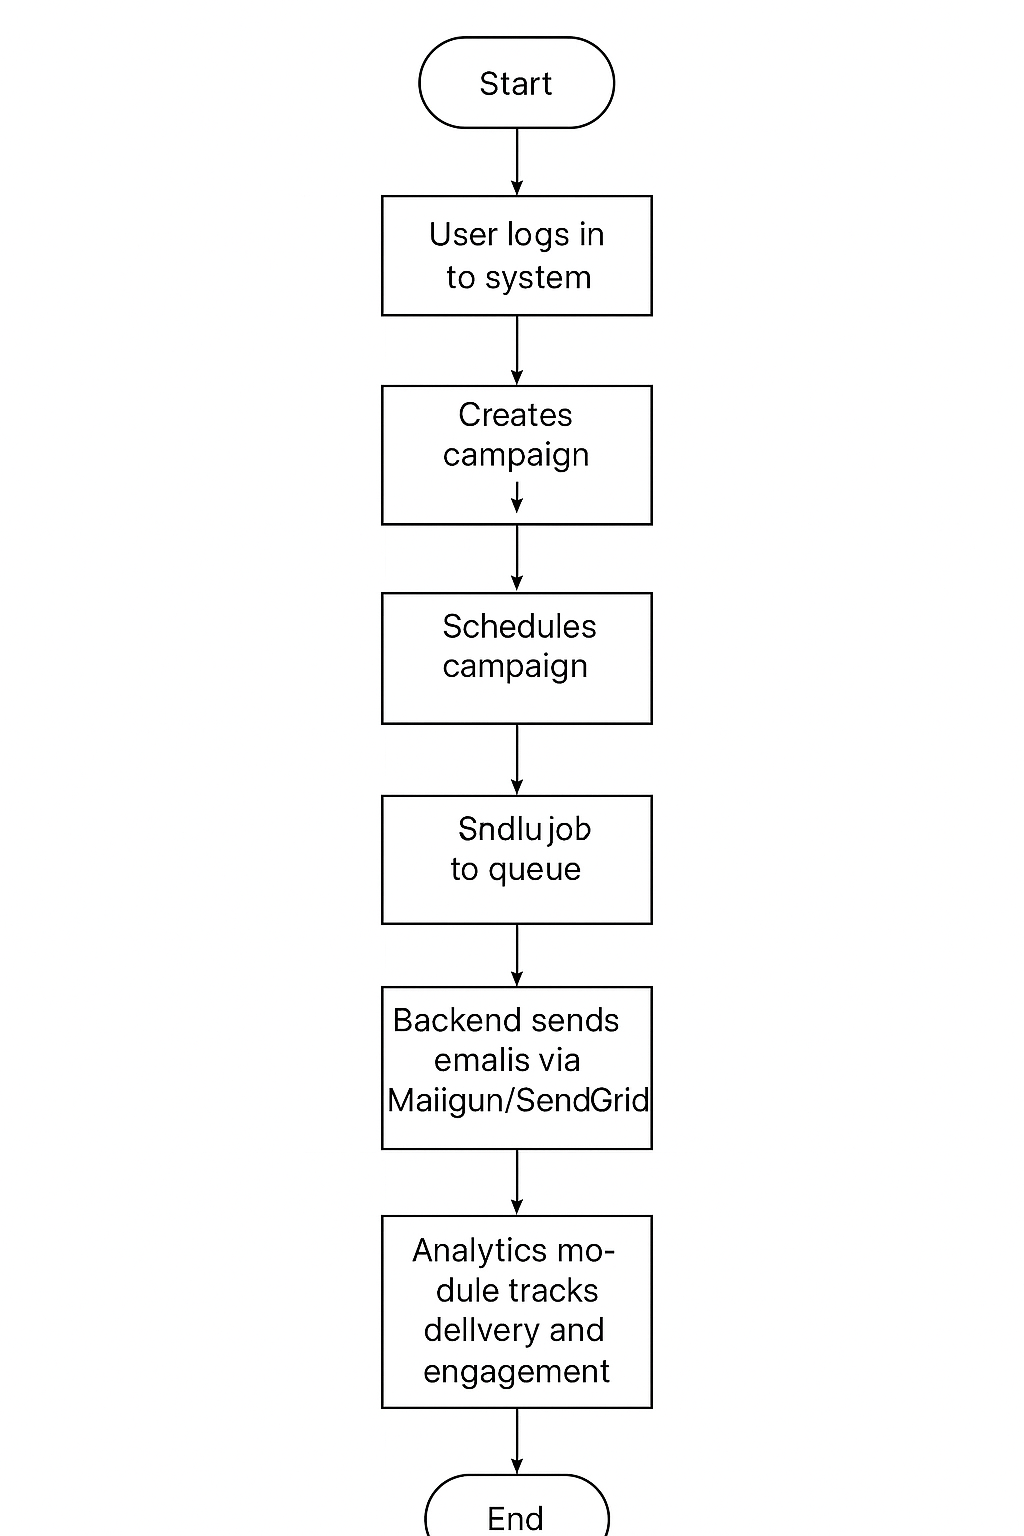 Start
User logs in
to system
Creates
campaign
Schedules
campaign
Sndlu job
to queue
Backend sends
emalis via
Maiigun/SendGrid
Analytics mo-
dule tracks
dellvery and
engagement
End